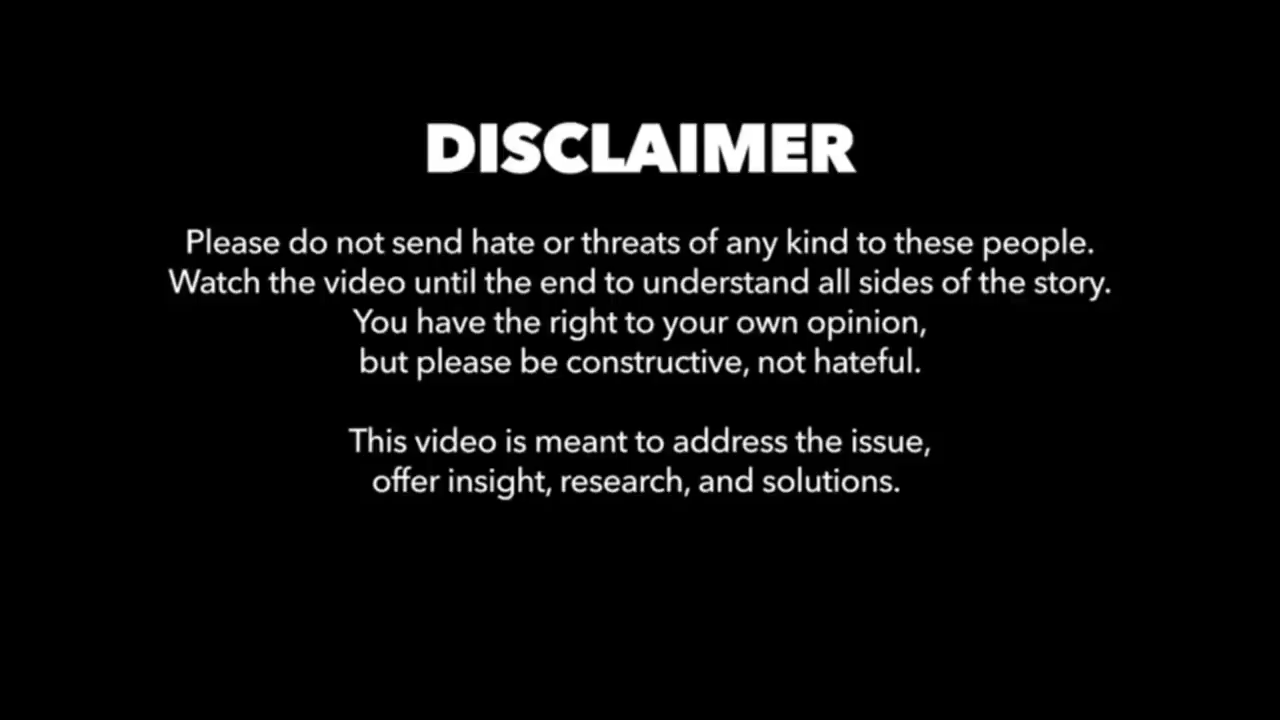 DISCLAIMER
Please do not send hate or threats of any kind to these people.
Watch the video until the end to understand all sides of the story.
You have the right to your own opinion,
but please be constructive, not hateful.
This video is meant to address the issue,
offer insight, research, and solutions.